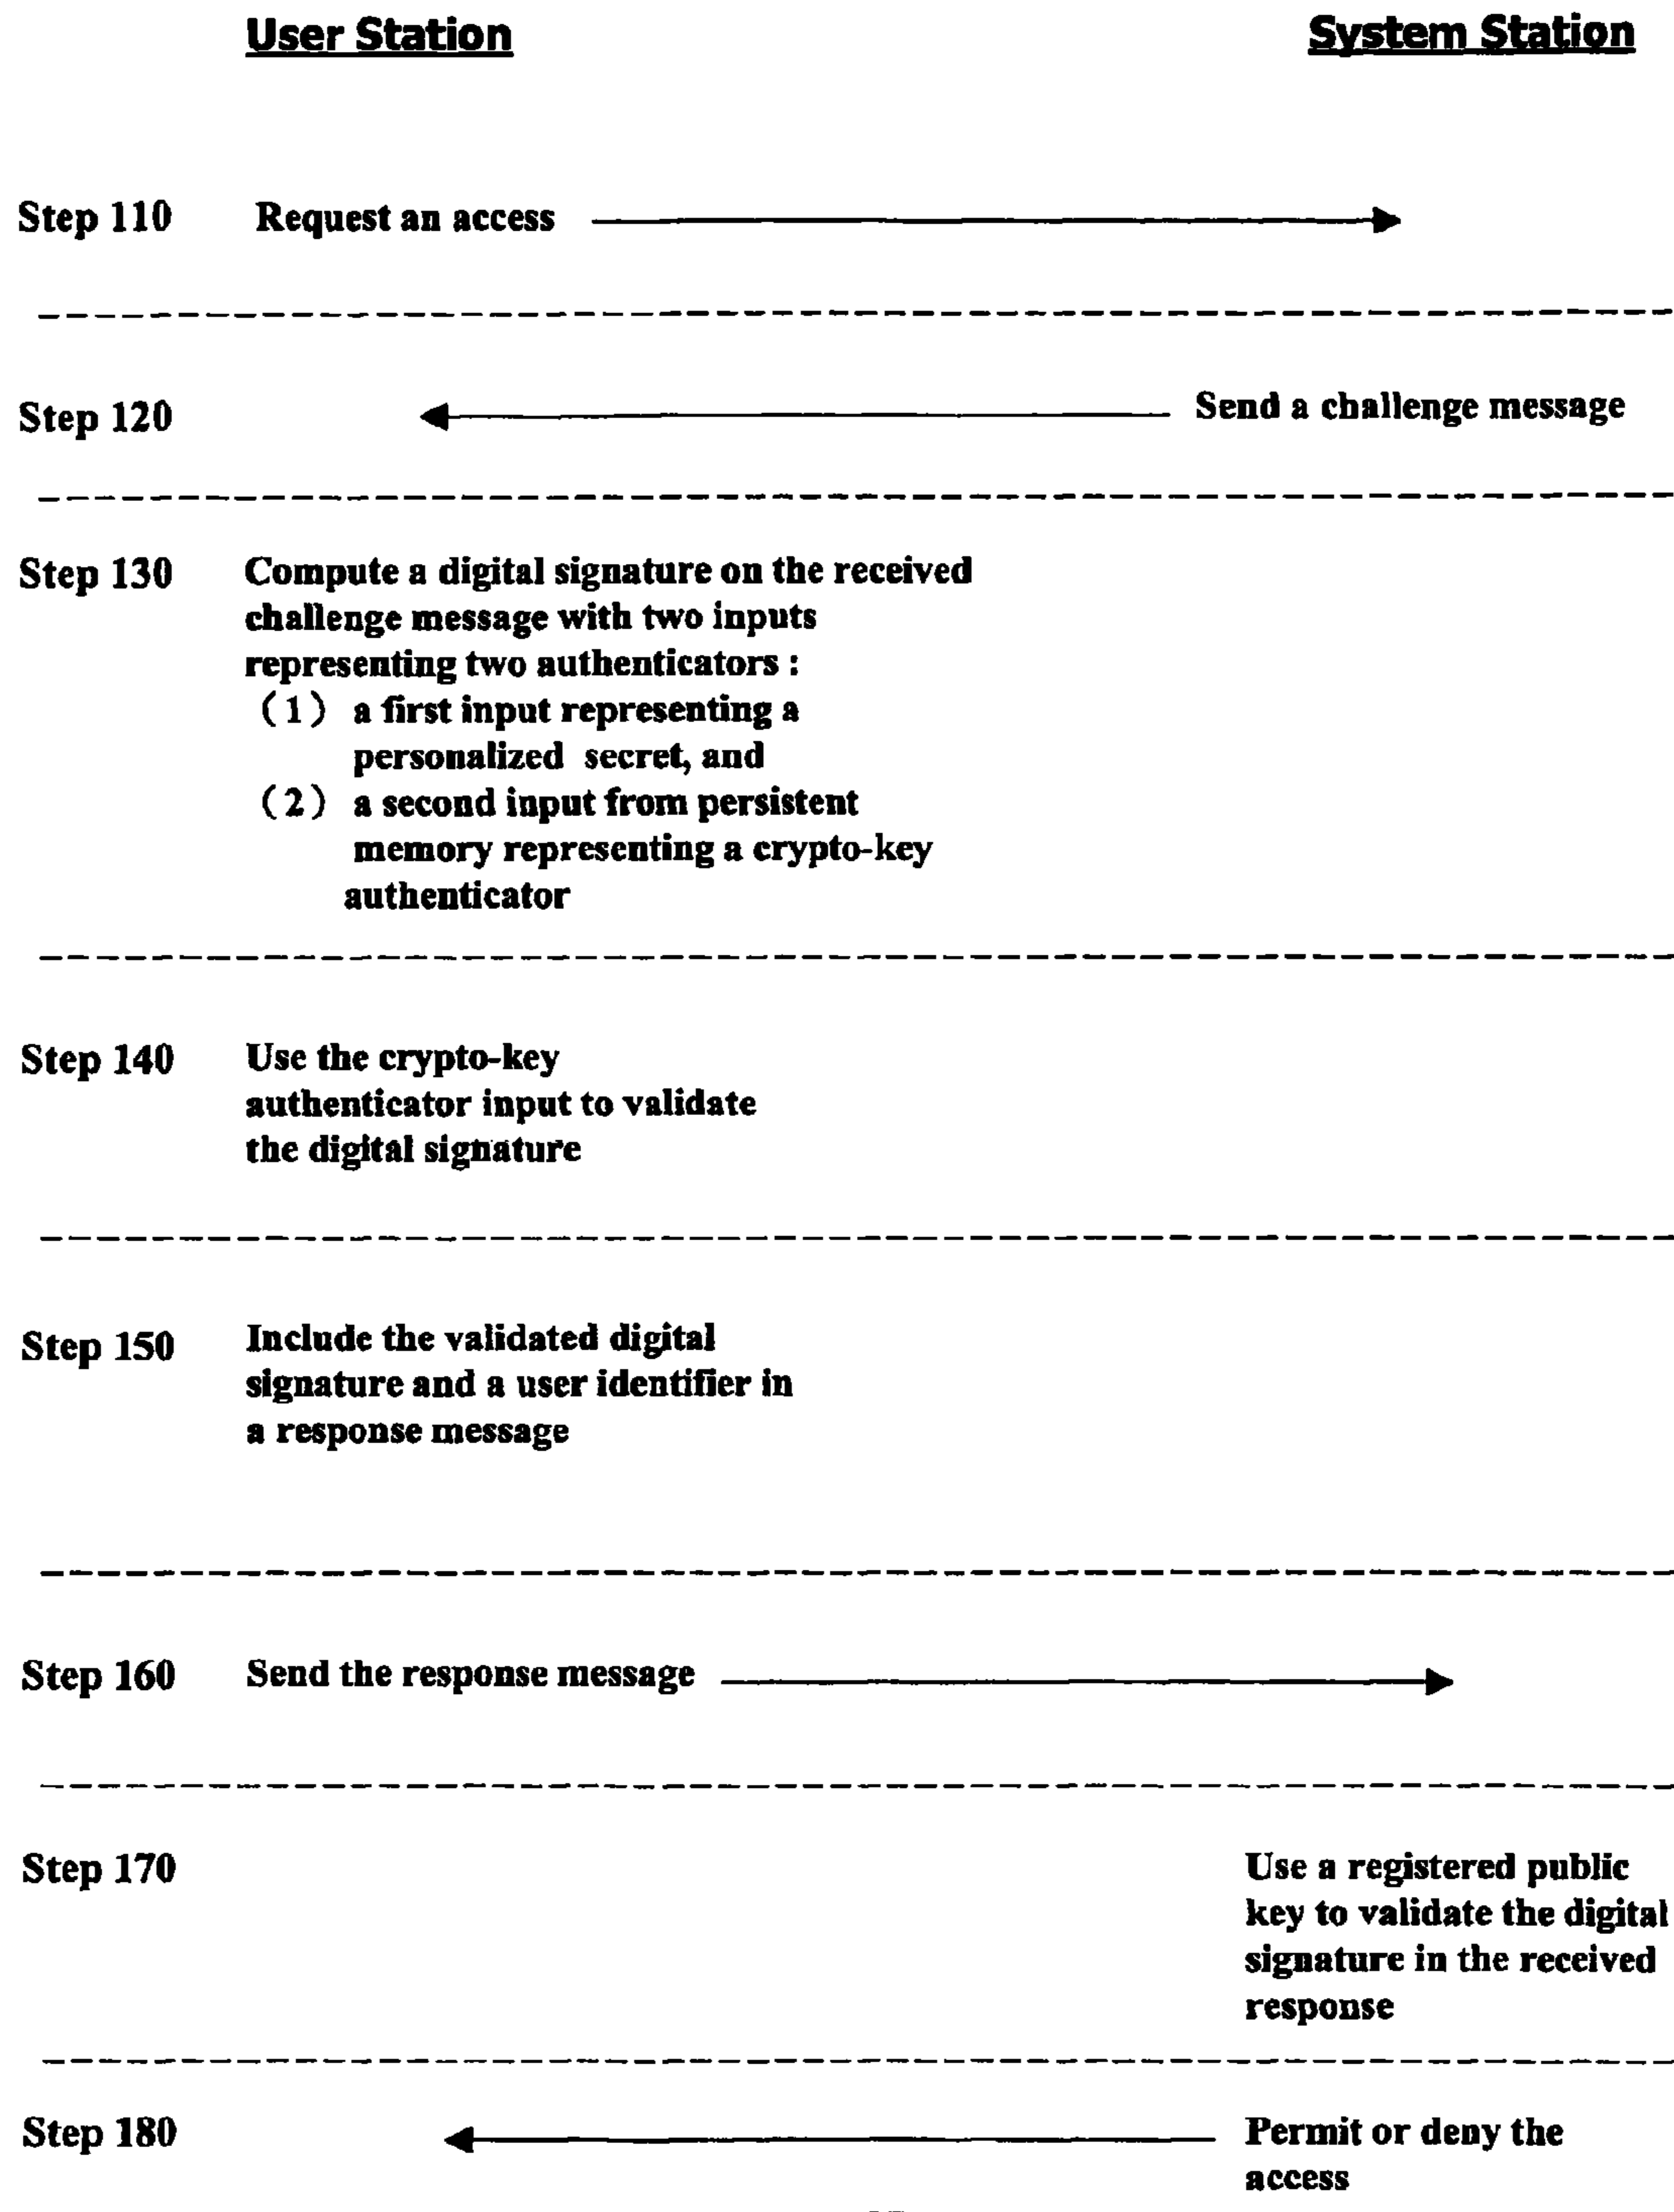 User Station
System Station
Step 110
Request an access
Step 120
Send a challenge message
Step 130
Compute a digital signature on the received
challenge message with two inputs
representing two authenticators :
(1) a first input representing a
personalized secret, and
(2) a second input from persistent
memory representing a crypto-key
authenticator
Step 140
Use the crypto-key
authenticator input to validate
the digital signature
Step 150
Include the validated digital
signature and a user identifier in
a response message
Step 160
Send the response message
Step 170
Use a registered public
key to validate the digital
signature in the received
response
Step 180
Permit or deny the
access